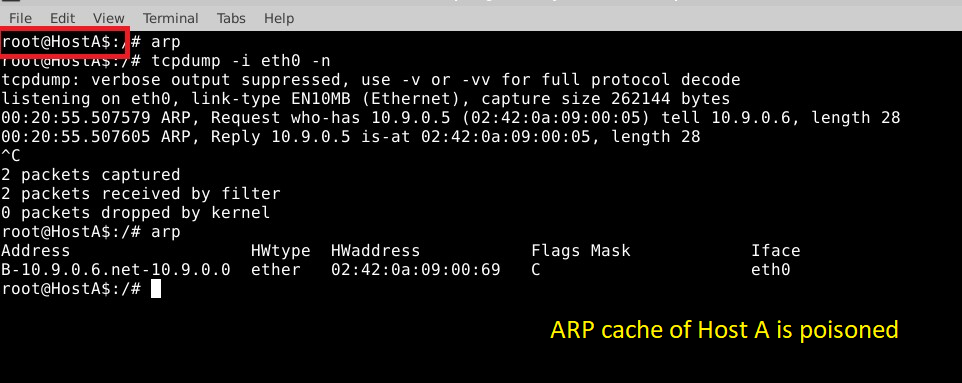 File Edit View Terminal Tabs Help
root@HostA$:/# arp
root@HostA$:/# tcpdump -i eth0 -n
tcpdump: verbose output suppressed, use -v or -vv for full protocol decode
listening on eth0, link-type EN10MB (Ethernet), capture size 262144 bytes
00:20:55.507579 ARP, Request who-has 10.9.0.5 (02:42:0a:09:00:05) tell 10.9.0.6, length 28
00:20:55.507605 ARP, Reply 10.9.0.5 is-at 02:42:0a:09:00:05, length 28
^C
2 packets captured
2 packets received by filter
0 packets dropped by kernel
root@HostA$:/# arp
Address HWtype HWaddress Flags Mask Iface
B-10.9.0.6.net-10.9.0.0 ether 02:42:0a:09:00:69 C eth0
root@HostA$:/#
ARP cache of Host A is poisoned